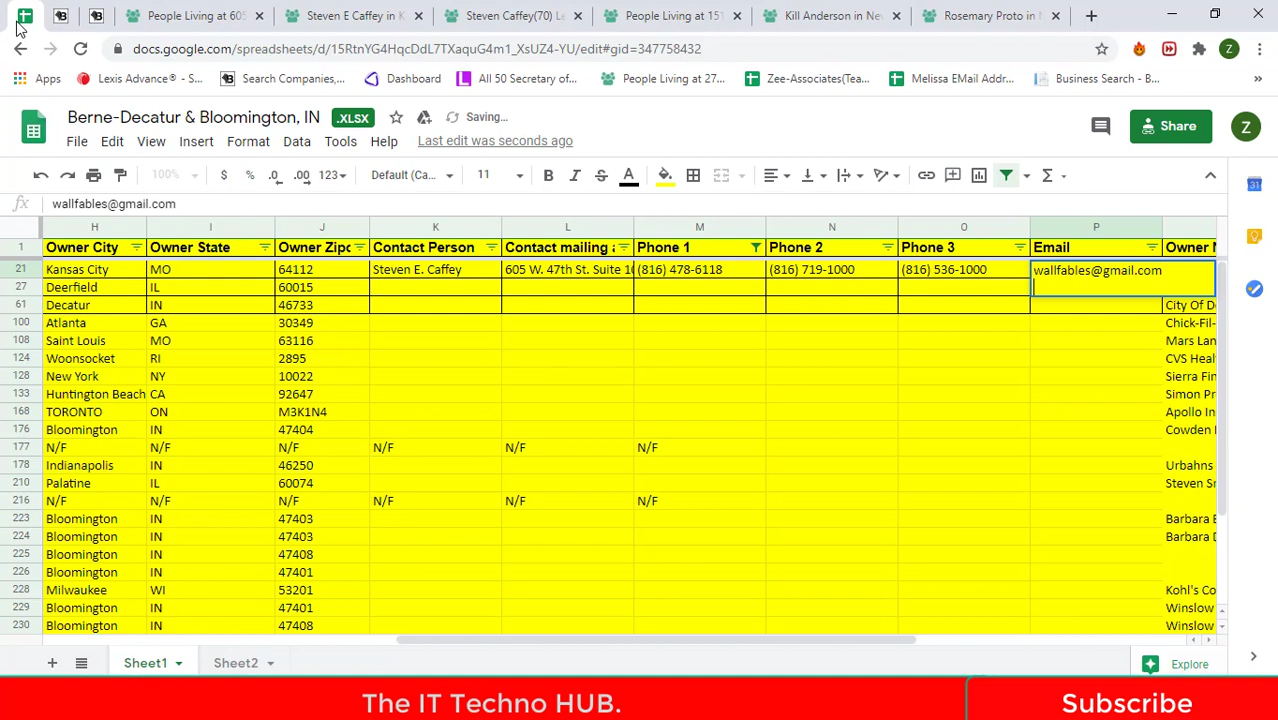 People Living at 605
Steven E Caffey in K
Steven Caffey(70) Le
People Living at 13
Kill Anderson in Nev
Rosemary Proto in N
docs.google.com/spreadsheets/d/15RtnYG4HqcDdL7TXaquG4m1_XsUZ4-YU/edit#gid=347758432
Z
Apps Lexis Advance® - S... Search Companies,... Dashboard All 50 Secretary of... People Living at 27... Zee-Associates(Tea... Melissa EMail Addr... Business Search - B... »
Berne-Decatur & Bloomington, IN .XLSX Saving...
File Edit View Insert Format Data Tools Help Last edit was seconds ago
Share Z
100% $ % .0 .00 123 Default (Ca... 11 B I S A
fx wallfables@gmail.com
H I J K L M N O P
1 Owner City Owner State Owner Zipc Contact Person Contact mailing a Phone 1 Phone 2 Phone 3 Email Owner N
21 Kansas City MO 64112 Steven E. Caffey 605 W. 47th St. Suite 10 (816) 478-6118 (816) 719-1000 (816) 536-1000 wallfables@gmail.com
27 Deerfield IL 60015
61 Decatur IN 46733 City Of De
100 Atlanta GA 30349 Chick-Fil-
108 Saint Louis MO 63116 Mars Lan
124 Woonsocket RI 2895 CVS Heal
128 New York NY 10022 Sierra Fin
133 Huntington Beach CA 92647 Simon Pr
168 TORONTO ON M3K1N4 Apollo In
176 Bloomington IN 47404 Cowden
177 N/F N/F N/F N/F N/F N/F
178 Indianapolis IN 46250 Urbahns
210 Palatine IL 60074 Steven Sr
216 N/F N/F N/F N/F N/F N/F
223 Bloomington IN 47403 Barbara E
224 Bloomington IN 47403 Barbara D
225 Bloomington IN 47408
226 Bloomington IN 47401
228 Milwaukee WI 53201 Kohl's Co
229 Bloomington IN 47401 Winslow
230 Bloomington IN 47408 Winslow
Sheet1 Sheet2 Explore
The IT Techno HUB. Subscribe